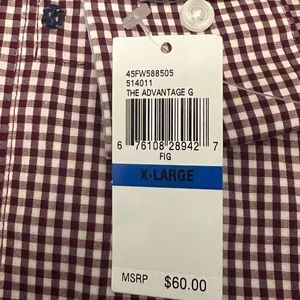 45FW588505
514011
THE ADVANTAGE G
6 76108 28942 7
FIG
X-LARGE
MSRP $60.00